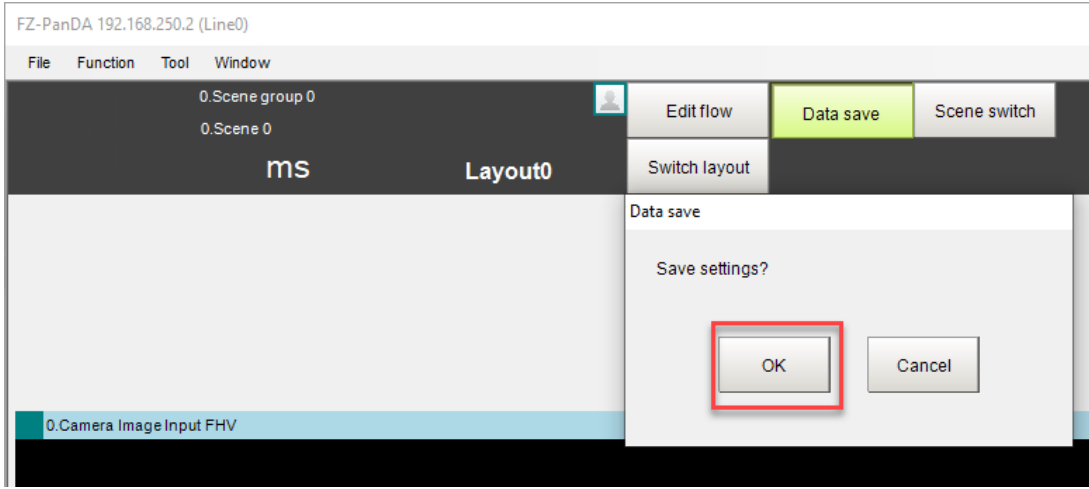 FZ-PanDA 192.168.250.2 (Line0)
File Function Tool Window
0.Scene group 0
0.Scene 0
ms
Layout0
Edit flow
Data save
Scene switch
Switch layout
Data save
Save settings?
OK
Cancel
0.Camera Image Input FHV